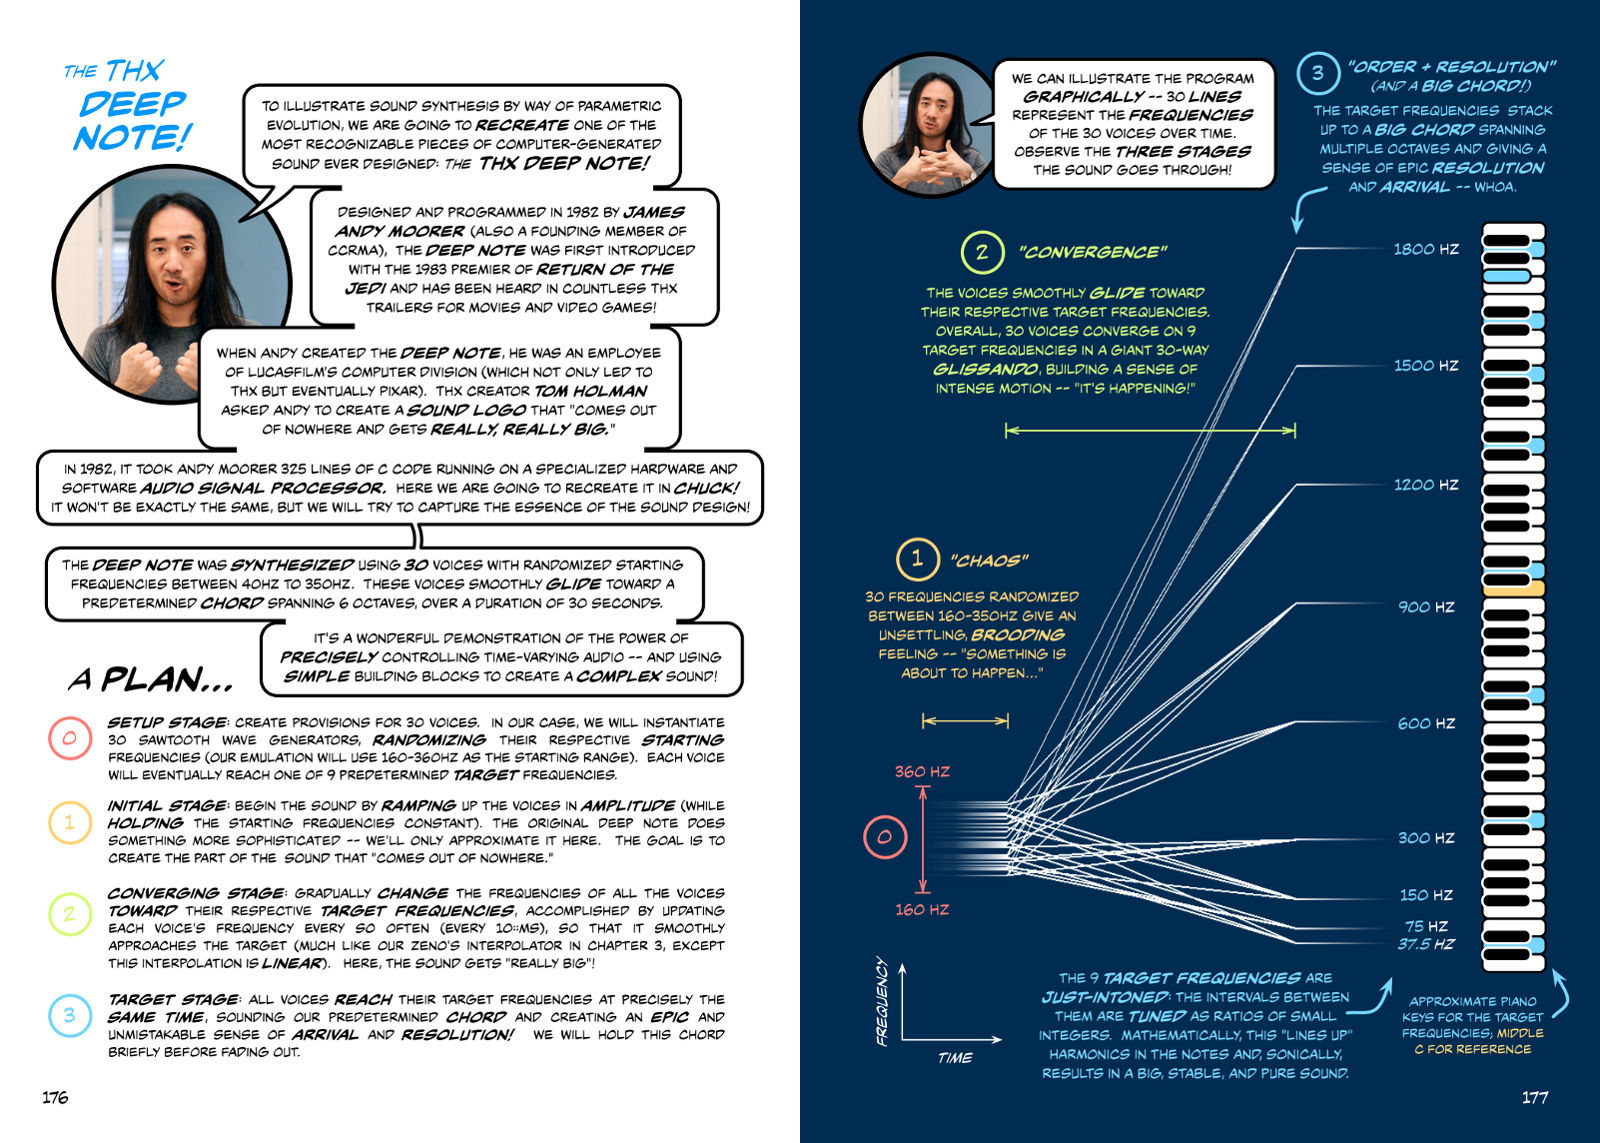 THE THX
DEEP
NOTE!
TO ILLUSTRATE SOUND SYNTHESIS BY WAY OF PARAMETRIC
EVOLUTION, WE ARE GOING TO RECREATE ONE OF THE
MOST RECOGNIZABLE PIECES OF COMPUTER-GENERATED
SOUND EVER DESIGNED: THE THX DEEP NOTE!
DESIGNED AND PROGRAMMED IN 1982 BY JAMES
ANDY MOORER (ALSO A FOUNDING MEMBER OF
CCRMA), THE DEEP NOTE WAS FIRST INTRODUCED
WITH THE 1983 PREMIER OF RETURN OF THE
JEDI AND HAS BEEN HEARD IN COUNTLESS THX
TRAILERS FOR MOVIES AND VIDEO GAMES!
WHEN ANDY CREATED THE DEEP NOTE, HE WAS AN EMPLOYEE
OF LUCASFILM'S COMPUTER DIVISION (WHICH NOT ONLY LED TO
THX BUT EVENTUALLY PIXAR). THX CREATOR TOM HOLMAN
ASKED ANDY TO CREATE A SOUND LOGO THAT "COMES OUT
OF NOWHERE AND GETS REALLY, REALLY BIG."
IN 1982, IT TOOK ANDY MOORER 325 LINES OF C CODE RUNNING ON A SPECIALIZED HARDWARE AND
SOFTWARE AUDIO SIGNAL PROCESSOR. HERE WE ARE GOING TO RECREATE IT IN CHUCK!
IT WON'T BE EXACTLY THE SAME, BUT WE WILL TRY TO CAPTURE THE ESSENCE OF THE SOUND DESIGN!
THE DEEP NOTE WAS SYNTHESIZED USING 30 VOICES WITH RANDOMIZED STARTING
FREQUENCIES BETWEEN 40HZ TO 350HZ. THESE VOICES SMOOTHLY GLIDE TOWARD A
PREDETERMINED CHORD SPANNING 6 OCTAVES, OVER A DURATION OF 30 SECONDS.
IT'S A WONDERFUL DEMONSTRATION OF THE POWER OF
PRECISELY CONTROLLING TIME-VARYING AUDIO -- AND USING
SIMPLE BUILDING BLOCKS TO CREATE A COMPLEX SOUND!
A PLAN...
0
SETUP STAGE: CREATE PROVISIONS FOR 30 VOICES. IN OUR CASE, WE WILL INSTANTIATE
30 SAWTOOTH WAVE GENERATORS, RANDOMIZING THEIR RESPECTIVE STARTING
FREQUENCIES (OUR EMULATION WILL USE 160-360HZ AS THE STARTING RANGE). EACH VOICE
WILL EVENTUALLY REACH ONE OF 9 PREDETERMINED TARGET FREQUENCIES.
1
INITIAL STAGE: BEGIN THE SOUND BY RAMPING UP THE VOICES IN AMPLITUDE (WHILE
HOLDING THE STARTING FREQUENCIES CONSTANT). THE ORIGINAL DEEP NOTE DOES
SOMETHING MORE SOPHISTICATED -- WE'LL ONLY APPROXIMATE IT HERE. THE GOAL IS TO
CREATE THE PART OF THE SOUND THAT "COMES OUT OF NOWHERE."
2
CONVERGING STAGE: GRADUALLY CHANGE THE FREQUENCIES OF ALL THE VOICES
TOWARD THEIR RESPECTIVE TARGET FREQUENCIES, ACCOMPLISHED BY UPDATING
EACH VOICE'S FREQUENCY EVERY SO OFTEN (EVERY 10::MS), SO THAT IT SMOOTHLY
APPROACHES THE TARGET (MUCH LIKE OUR ZENO'S INTERPOLATOR IN CHAPTER 3, EXCEPT
THIS INTERPOLATION IS LINEAR). HERE, THE SOUND GETS "REALLY BIG"!
3
TARGET STAGE: ALL VOICES REACH THEIR TARGET FREQUENCIES AT PRECISELY THE
SAME TIME, SOUNDING OUR PREDETERMINED CHORD AND CREATING AN EPIC AND
UNMISTAKABLE SENSE OF ARRIVAL AND RESOLUTION! WE WILL HOLD THIS CHORD
BRIEFLY BEFORE FADING OUT.
176
WE CAN ILLUSTRATE THE PROGRAM
GRAPHICALLY -- 30 LINES
REPRESENT THE FREQUENCIES
OF THE 30 VOICES OVER TIME.
OBSERVE THE THREE STAGES
THE SOUND GOES THROUGH!
3
"ORDER + RESOLUTION"
(AND A BIG CHORD!)
THE TARGET FREQUENCIES STACK
UP TO A BIG CHORD SPANNING
MULTIPLE OCTAVES AND GIVING A
SENSE OF EPIC RESOLUTION
AND ARRIVAL -- WHOA.
2
"CONVERGENCE"
THE VOICES SMOOTHLY GLIDE TOWARD
THEIR RESPECTIVE TARGET FREQUENCIES.
OVERALL, 30 VOICES CONVERGE ON 9
TARGET FREQUENCIES IN A GIANT 30-WAY
GLISSANDO, BUILDING A SENSE OF
INTENSE MOTION -- "IT'S HAPPENING!"
1
"CHAOS"
30 FREQUENCIES RANDOMIZED
BETWEEN 160-350HZ GIVE AN
UNSETTLING, BROODING
FEELING -- "SOMETHING IS
ABOUT TO HAPPEN..."
360 HZ
0
160 HZ
1800 HZ
1500 HZ
1200 HZ
900 HZ
600 HZ
300 HZ
150 HZ
75 HZ
37.5 HZ
FREQUENCY
TIME
THE 9 TARGET FREQUENCIES ARE
JUST-INTONED: THE INTERVALS BETWEEN
THEM ARE TUNED AS RATIOS OF SMALL
INTEGERS. MATHEMATICALLY, THIS "LINES UP"
HARMONICS IN THE NOTES AND, SONICALLY,
RESULTS IN A BIG, STABLE, AND PURE SOUND.
APPROXIMATE PIANO
KEYS FOR THE TARGET
FREQUENCIES; MIDDLE
C FOR REFERENCE
177